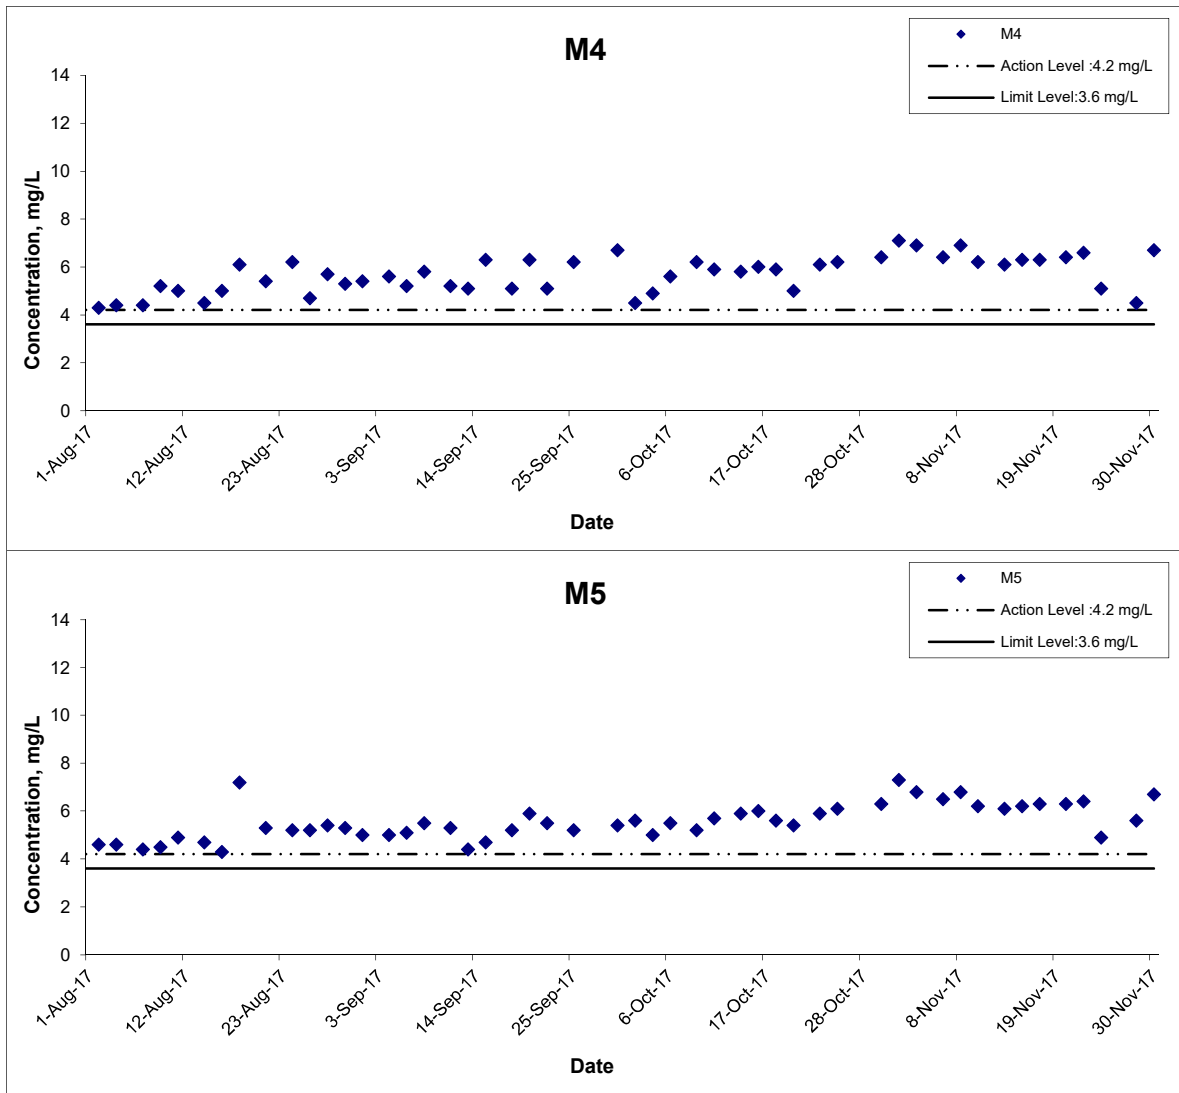 M4
M4
Action Level :4.2 mg/L
Limit Level:3.6 mg/L
14
12
10
8
6
4
2
0
Concentration, mg/L
1-Aug-17
12-Aug-17
23-Aug-17
3-Sep-17
14-Sep-17
25-Sep-17
6-Oct-17
17-Oct-17
28-Oct-17
8-Nov-17
19-Nov-17
30-Nov-17
Date
M5
M5
Action Level :4.2 mg/L
Limit Level:3.6 mg/L
14
12
10
8
6
4
2
0
Concentration, mg/L
1-Aug-17
12-Aug-17
23-Aug-17
3-Sep-17
14-Sep-17
25-Sep-17
6-Oct-17
17-Oct-17
28-Oct-17
8-Nov-17
19-Nov-17
30-Nov-17
Date